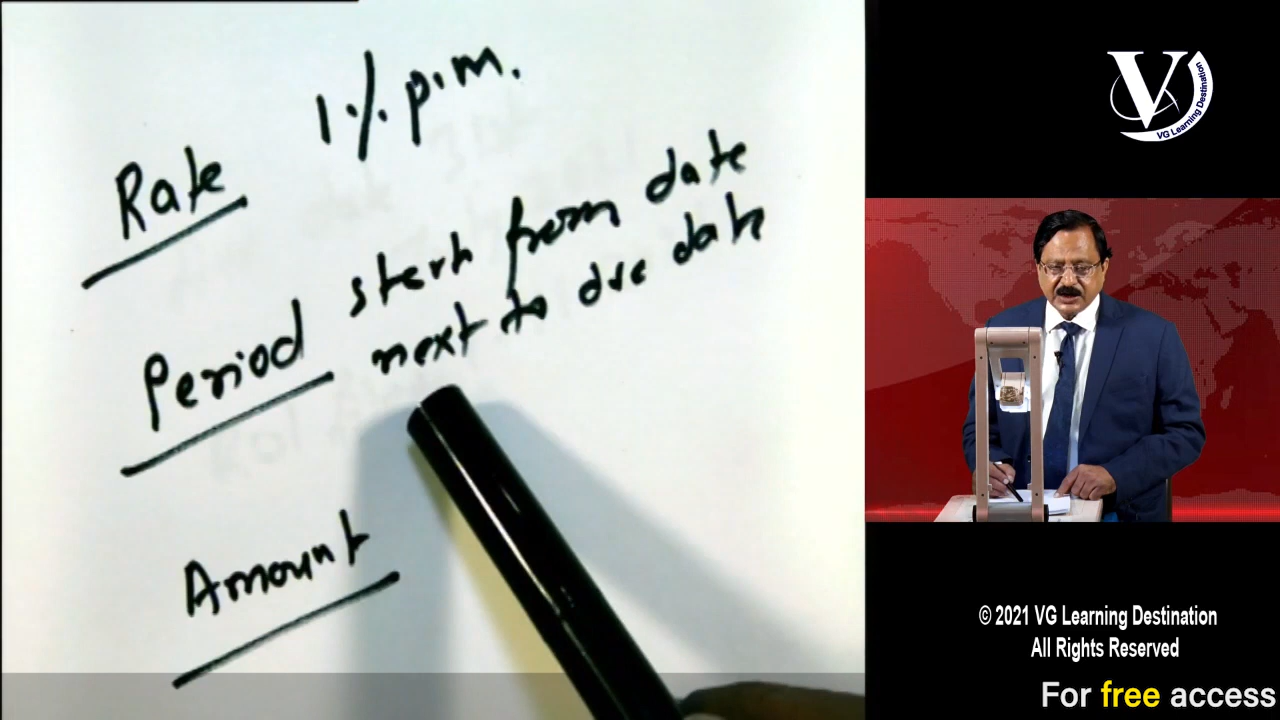 1% p.m.
Rate
start from date
Period next to due date
Amount
V
VG Learning Destination
© 2021 VG Learning Destination
All Rights Reserved
For free access